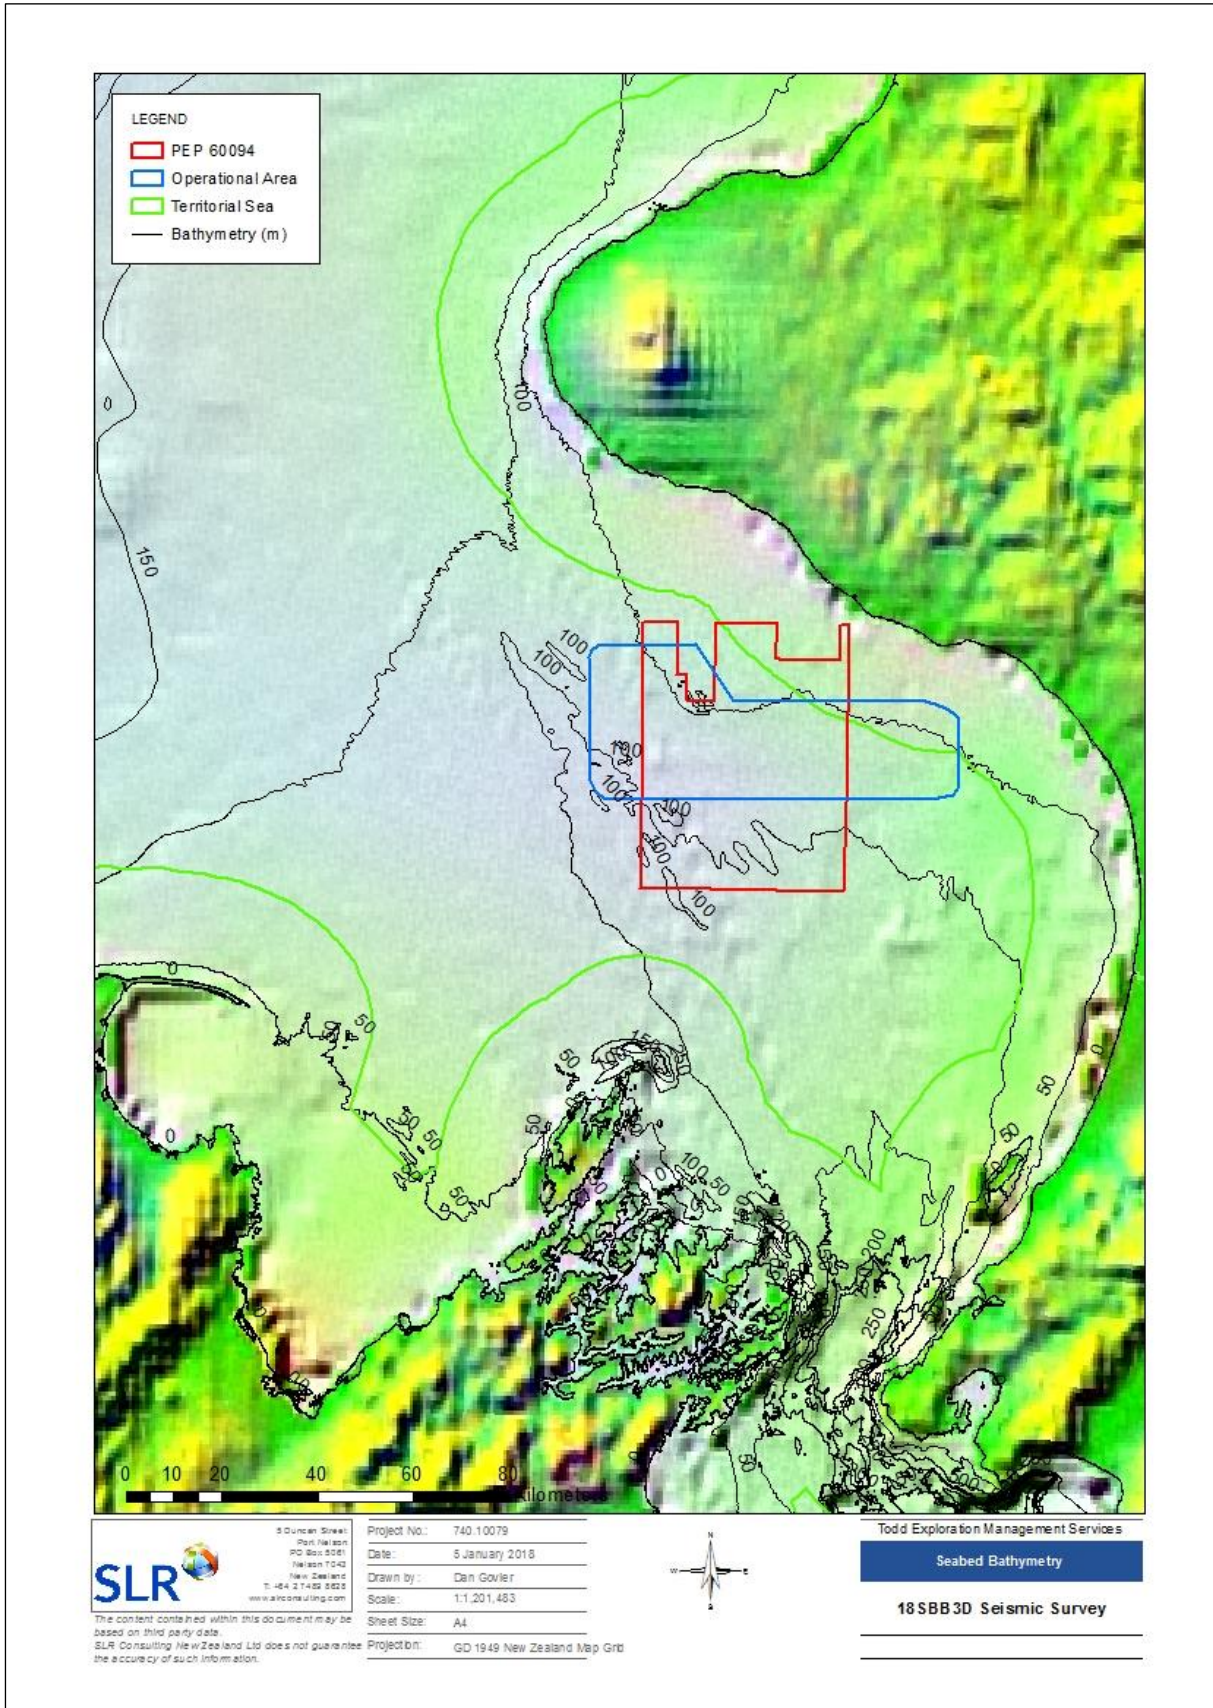 LEGEND
PEP 60094
Operational Area
Territorial Sea
Bathymetry (m)
100
0
150
100
100
100
100
100
100
100
0
50
50
50
0
50
50
50
50
50
50
0
50
100
50
150
200
250
50
0 10 20 40 60 80
Kilometers
SLR
5 Duncan Street
Port Nelson
PO Box 5061
Nelson 7042
New Zealand
T: +64 2 7489 8628
www.slrconsulting.com
The content contained within this document may be
based on third party data.
SLR Consulting New Zealand Ltd does not guarantee
the accuracy of such information.
Project No.: 740.10079
Date: 5 January 2018
Drawn by: Dan Govier
Scale: 1:1,201,483
Sheet Size: A4
Projection: GD 1949 New Zealand Map Grid
N
W E
S
Todd Exploration Management Services
Seabed Bathymetry
18SBB3D Seismic Survey